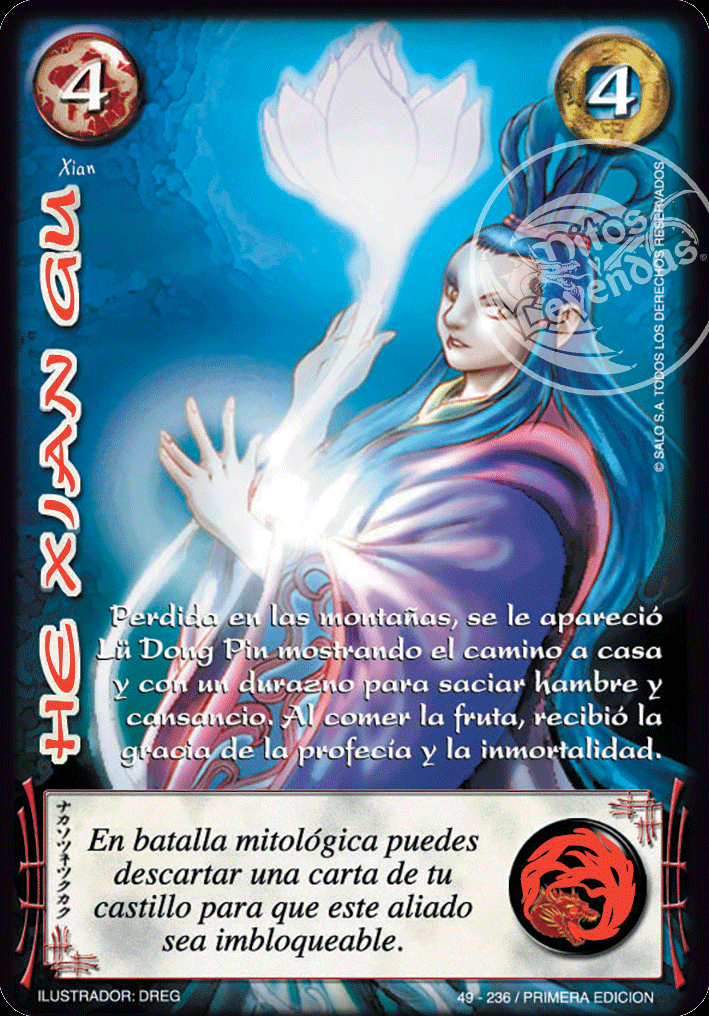 4
4
Xian
HE XIAN GU
Mitos y
Leyendas®
© SALO S.A. TODOS LOS DERECHOS RESERVADOS
Perdida en las montañas, se le apareció
Lü Dong Pin mostrando el camino a casa
y con un durazno para saciar hambre y
cansancio. Al comer la fruta, recibió la
gracia de la profecía y la inmortalidad.
ナカソツネツクカク
En batalla mitológica puedes
descartar una carta de tu
castillo para que este aliado
sea imbloqueable.
ILUSTRADOR: DREG
49 - 236 / PRIMERA EDICION